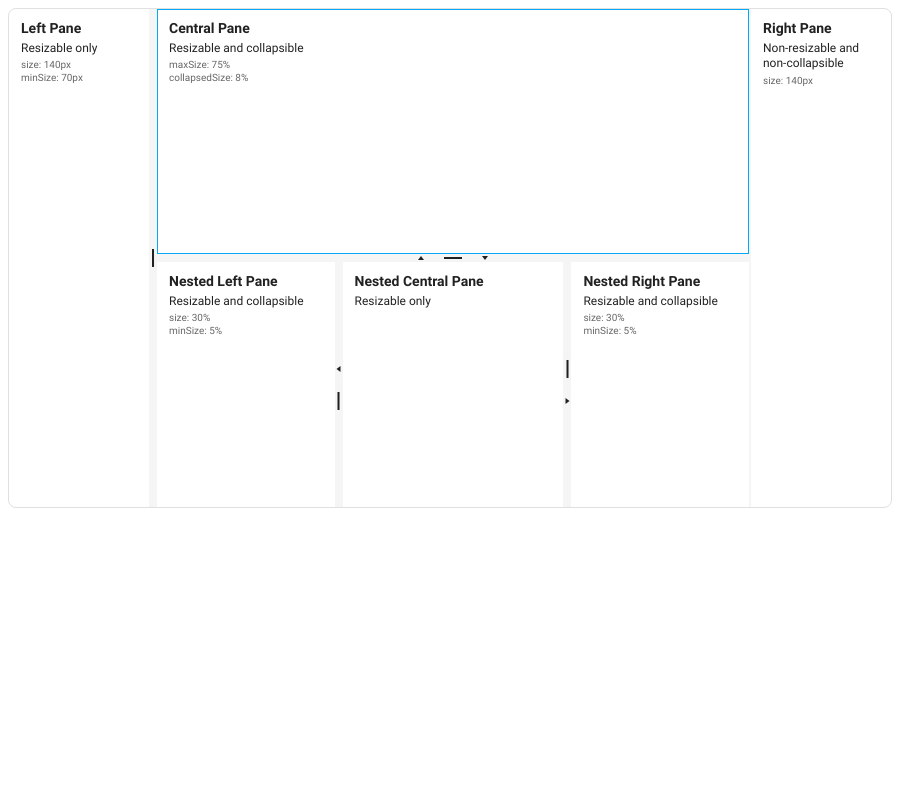 Left Pane
Resizable only
size: 140px
minSize: 70px
Central Pane
Resizable and collapsible
maxSize: 75%
collapsedSize: 8%
Right Pane
Non-resizable and
non-collapsible
size: 140px
Nested Left Pane
Resizable and collapsible
size: 30%
minSize: 5%
Nested Central Pane
Resizable only
Nested Right Pane
Resizable and collapsible
size: 30%
minSize: 5%